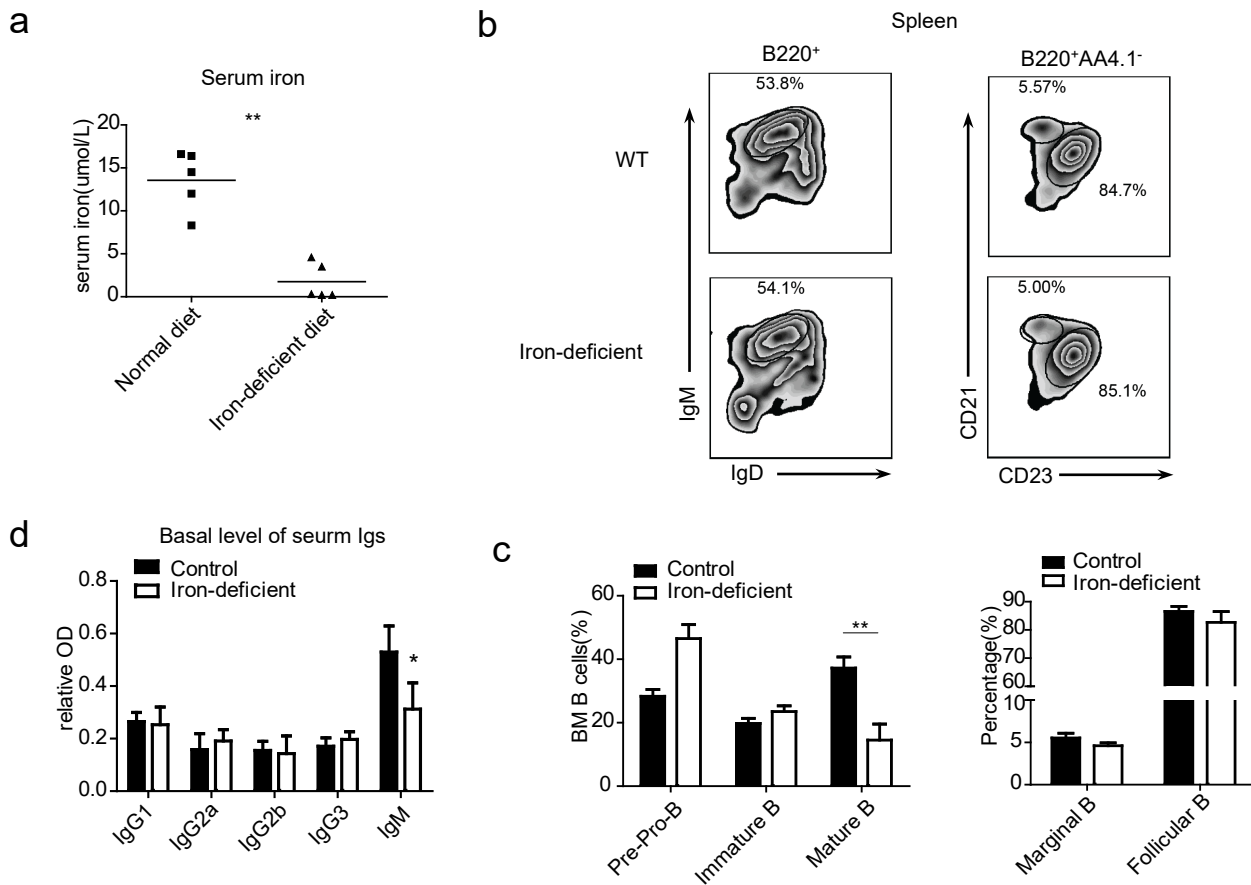 a
Serum iron
**
serum iron(umol/L)
20
15
10
5
0
Normal diet
Iron-deficient diet
b
Spleen
B220+
B220+AA4.1-
WT
Iron-deficient
53.8%
5.57%
84.7%
54.1%
5.00%
85.1%
IgM
IgD
CD21
CD23
d
Basal level of seurm Igs
Control
Iron-deficient
relative OD
0.8
0.6
0.4
0.2
0.0
*
IgG1
IgG2a
IgG2b
IgG3
IgM
c
Control
Iron-deficient
BM B cells(%)
60
40
20
0
**
Pre-Pro-B
Immature B
Mature B
Control
Iron-deficient
Percentage(%)
90
80
70
60
10
5
0
Marginal B
Follicular B